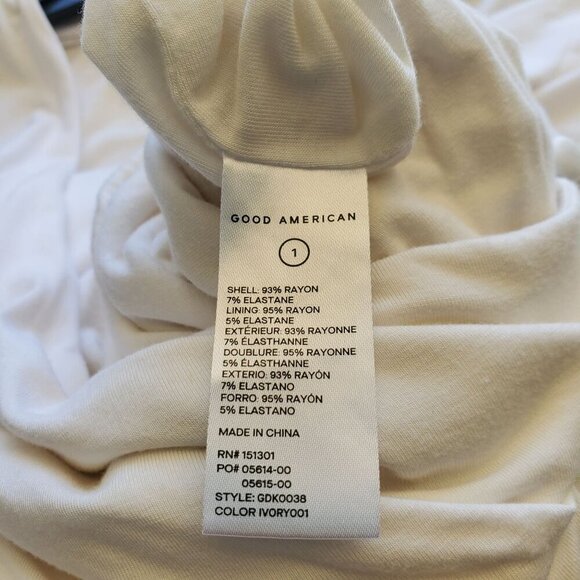 GOOD AMERICAN
1
SHELL: 93% RAYON
7% ELASTANE
LINING: 95% RAYON
5% ELASTANE
EXTÉRIEUR: 93% RAYONNE
7% ÉLASTHANNE
DOUBLURE: 95% RAYONNE
5% ÉLASTHANNE
EXTERIO: 93% RAYÓN
7% ELASTANO
FORRO: 95% RAYÓN
5% ELASTANO
MADE IN CHINA
RN# 151301
PO# 05614-00
05615-00
STYLE: GDK0038
COLOR IVORY001